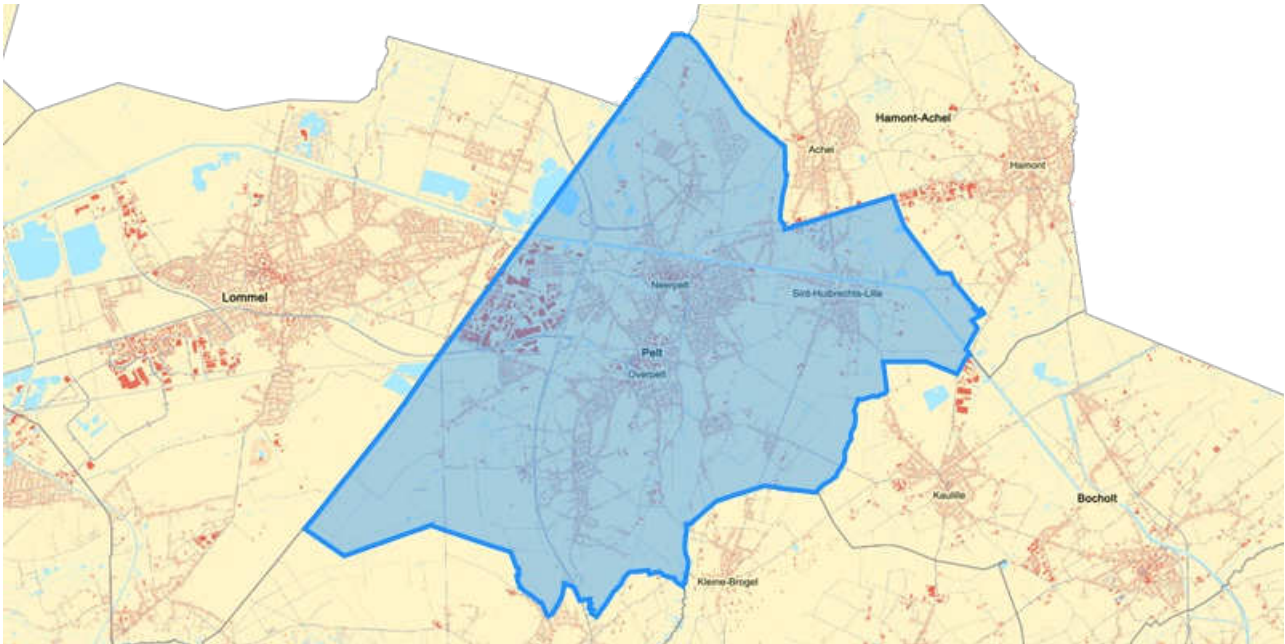 Hamont-Achel
Achel
Hamont
Neerpelt
Sint-Huibrechts-Lille
Lommel
Pelt
Overpelt
Kaulille
Bocholt
Kleine-Brogel